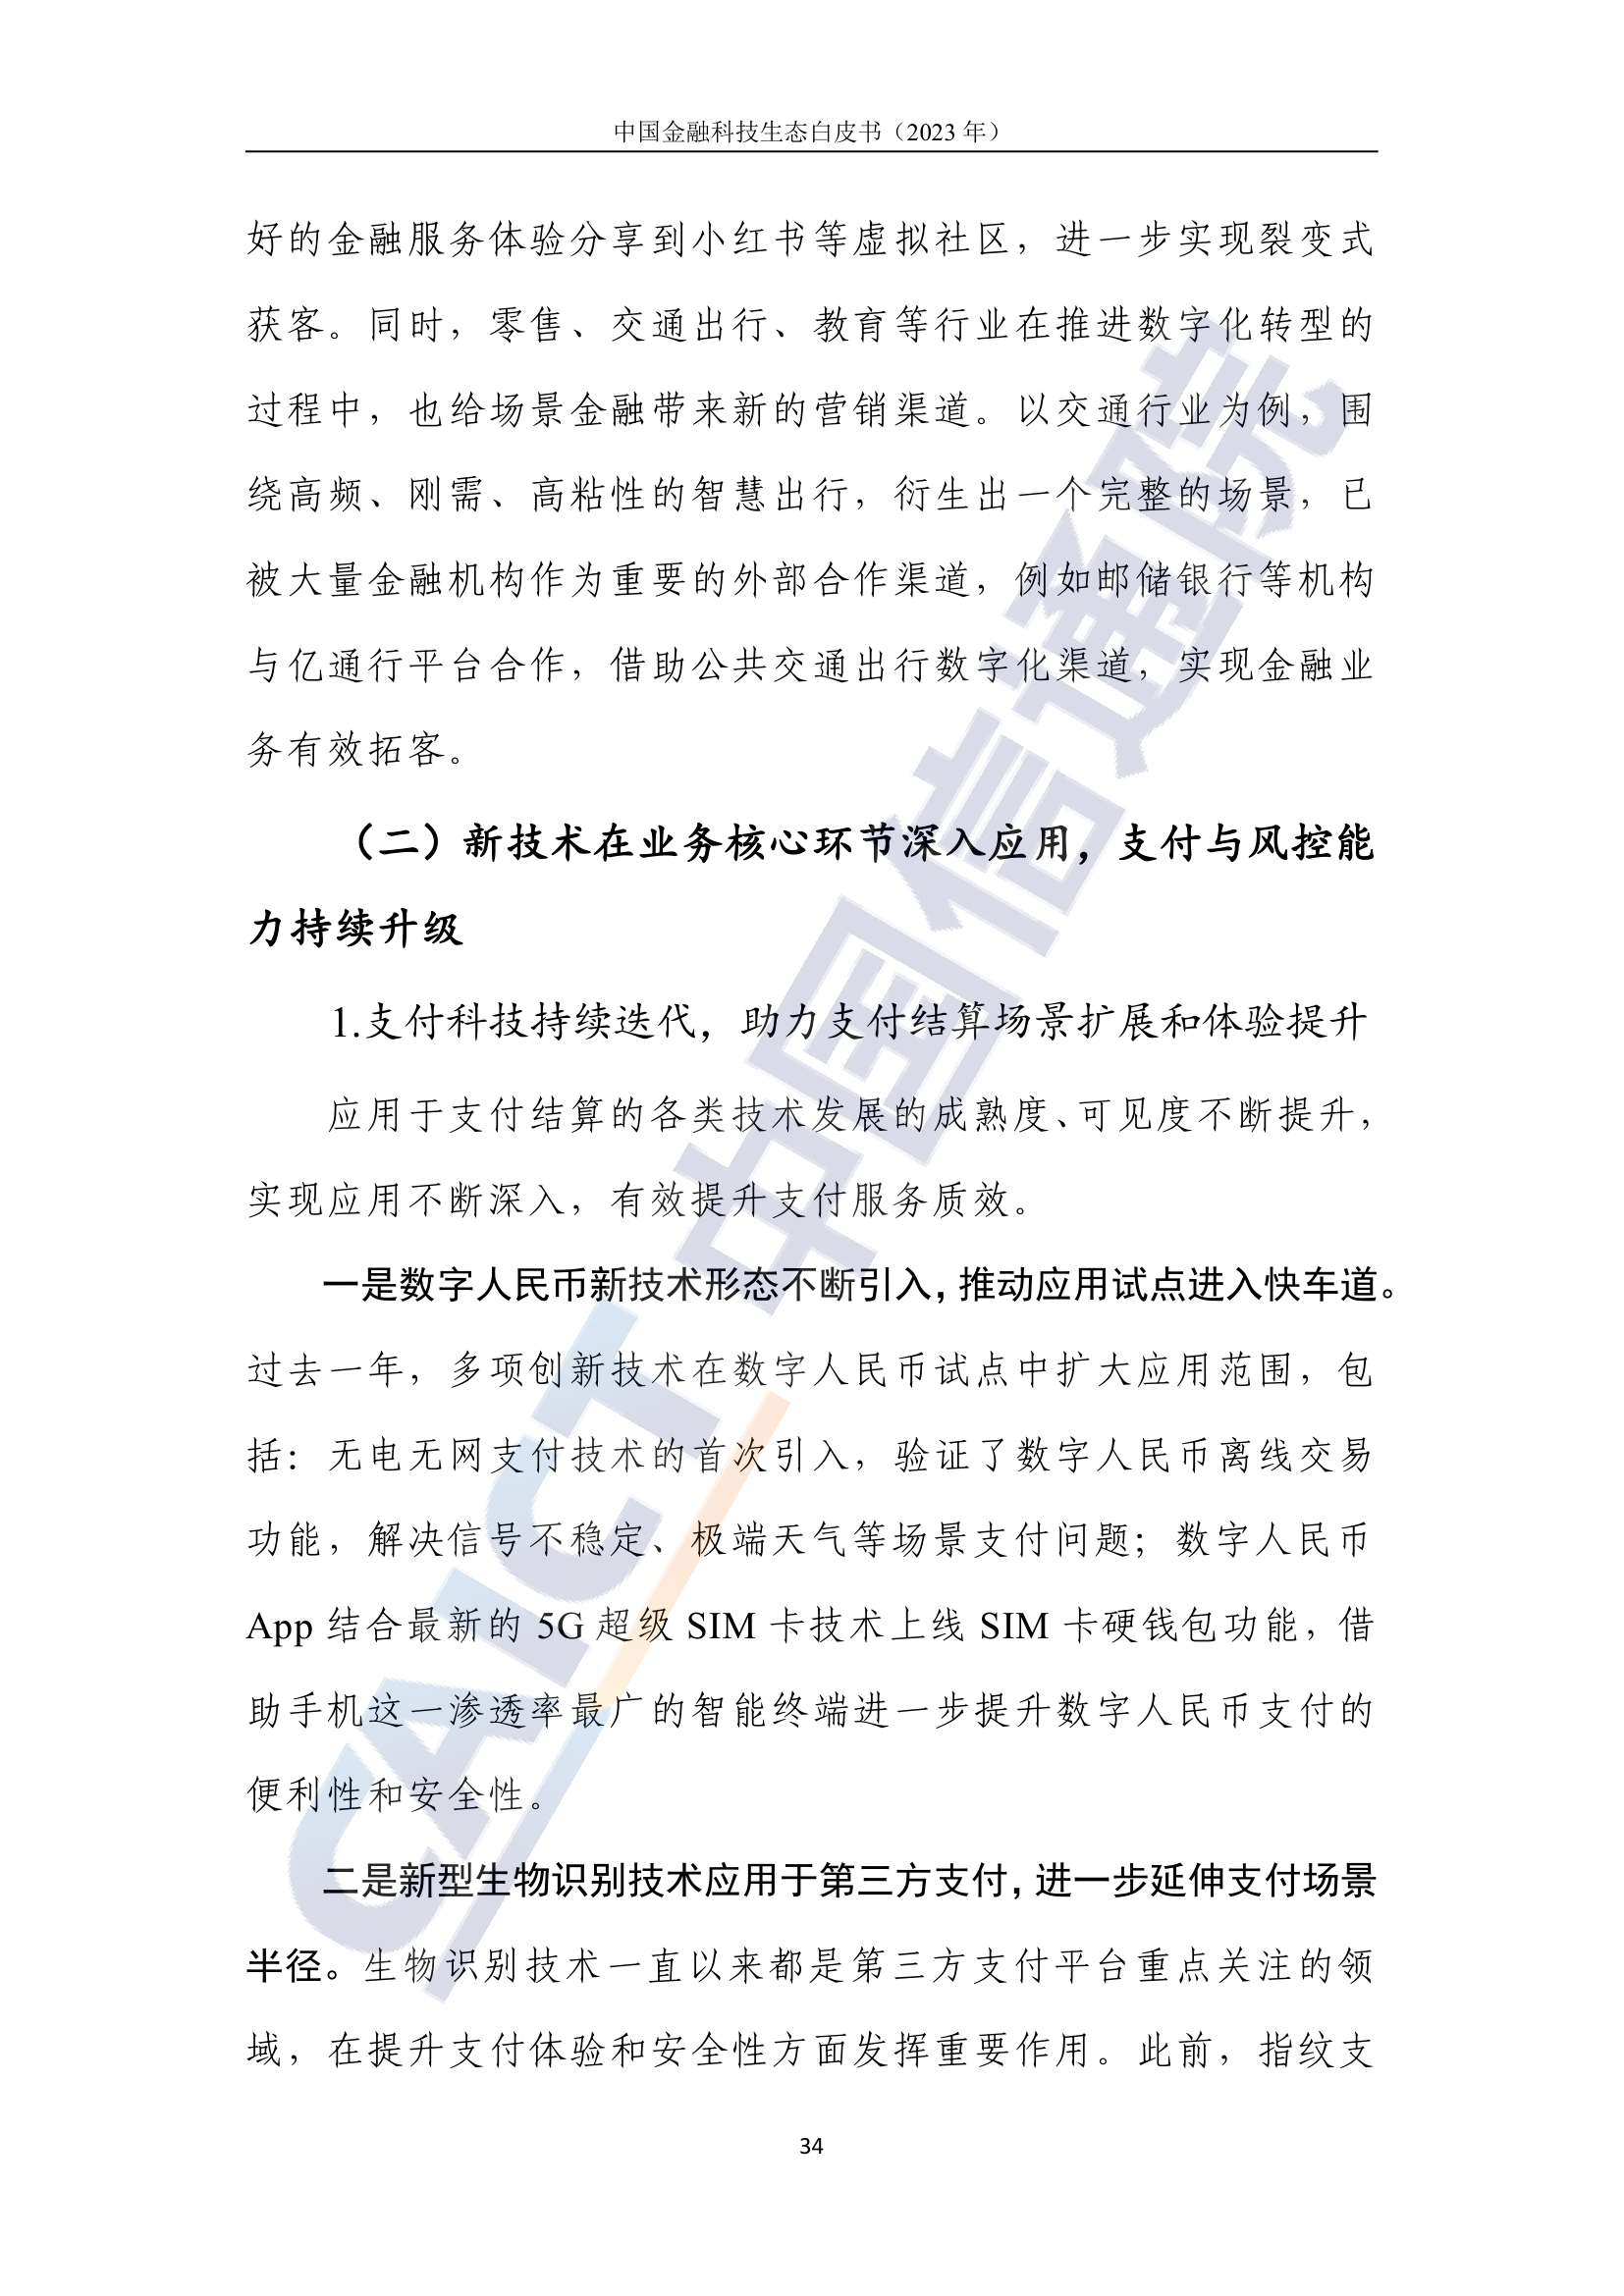 中国金融科技生态白皮书（2023 年）
好的金融服务体验分享到小红书等虚拟社区，进一步实现裂变式
获客。同时，零售、交通出行、教育等行业在推进数字化转型的
过程中，也给场景金融带来新的营销渠道。以交通行业为例，围
绕高频、刚需、高粘性的智慧出行，衍生出一个完整的场景，已
被大量金融机构作为重要的外部合作渠道，例如邮储银行等机构
与亿通行平台合作，借助公共交通出行数字化渠道，实现金融业
务有效拓客。
（二）新技术在业务核心环节深入应用，支付与风控能
力持续升级
1.支付科技持续迭代，助力支付结算场景扩展和体验提升
应用于支付结算的各类技术发展的成熟度、可见度不断提升，
实现应用不断深入，有效提升支付服务质效。
一是数字人民币新技术形态不断引入，推动应用试点进入快车道。
过去一年，多项创新技术在数字人民币试点中扩大应用范围，包
括：无电无网支付技术的首次引入，验证了数字人民币离线交易
功能，解决信号不稳定、极端天气等场景支付问题；数字人民币
App 结合最新的 5G 超级 SIM 卡技术上线 SIM 卡硬钱包功能，借
助手机这一渗透率最广的智能终端进一步提升数字人民币支付的
便利性和安全性。
二是新型生物识别技术应用于第三方支付，进一步延伸支付场景
半径。生物识别技术一直以来都是第三方支付平台重点关注的领
域，在提升支付体验和安全性方面发挥重要作用。此前，指纹支
34
CAICT 中国信通院